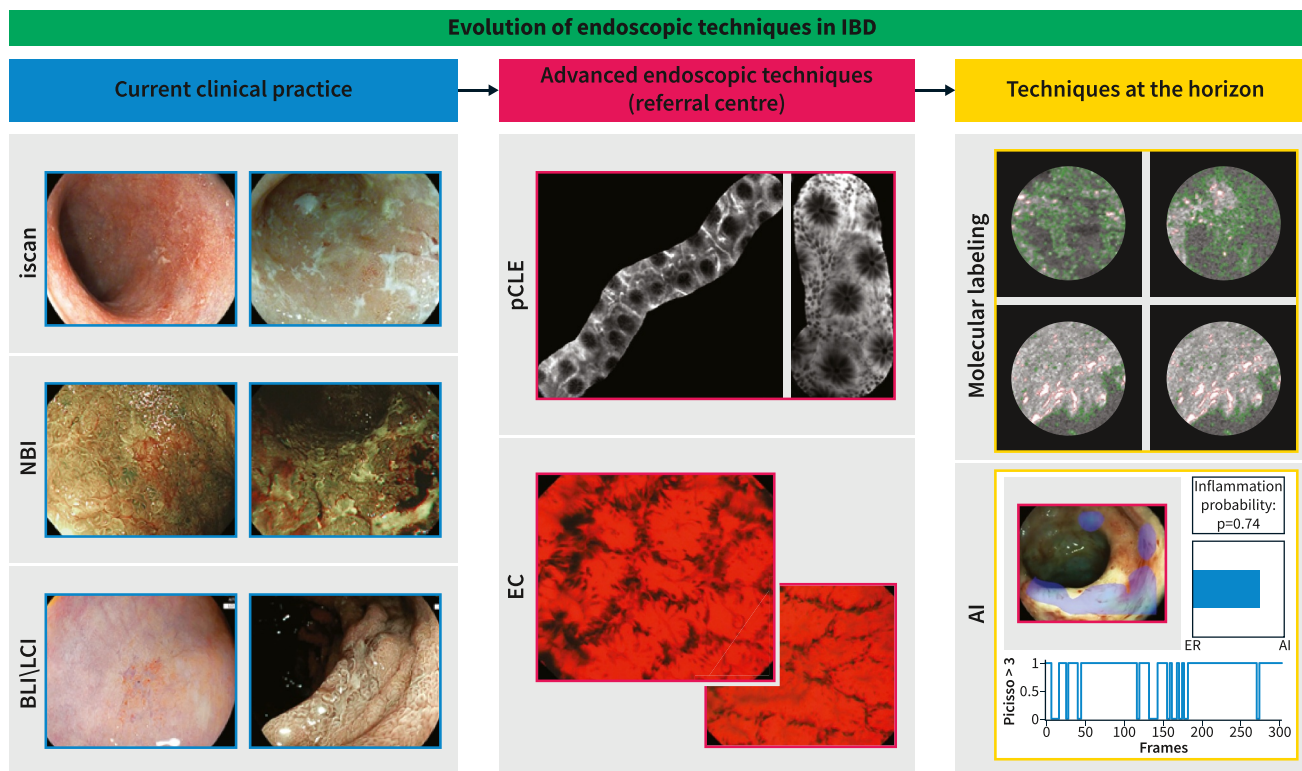 Evolution of endoscopic techniques in IBD
Current clinical practice
Advanced endoscopic techniques
(referral centre)
Techniques at the horizon
iscan
NBI
BLI\LCI
pCLE
EC
Molecular labeling
AI
Inflammation
probability:
p=0.74
ER AI
Picisso > 3
1
0.5
0
0 50 100 150 200 250 300
Frames